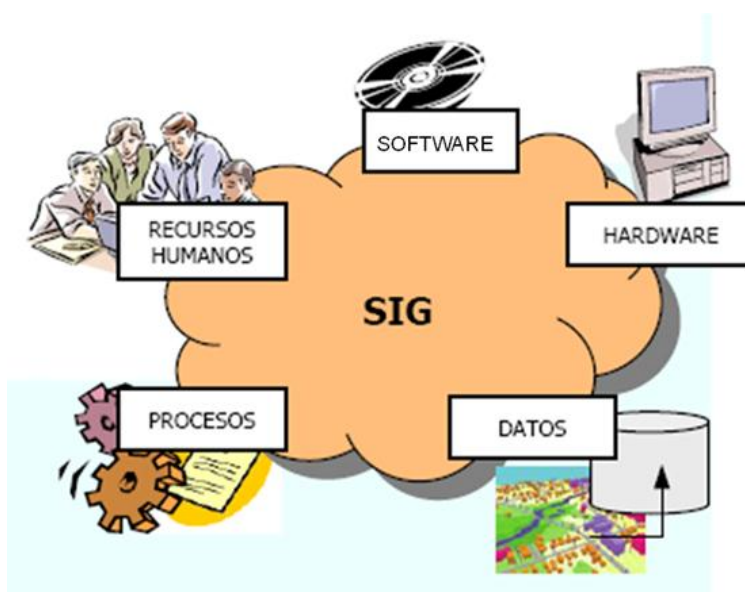 SOFTWARE
RECURSOS
HUMANOS
HARDWARE
SIG
PROCESOS
DATOS